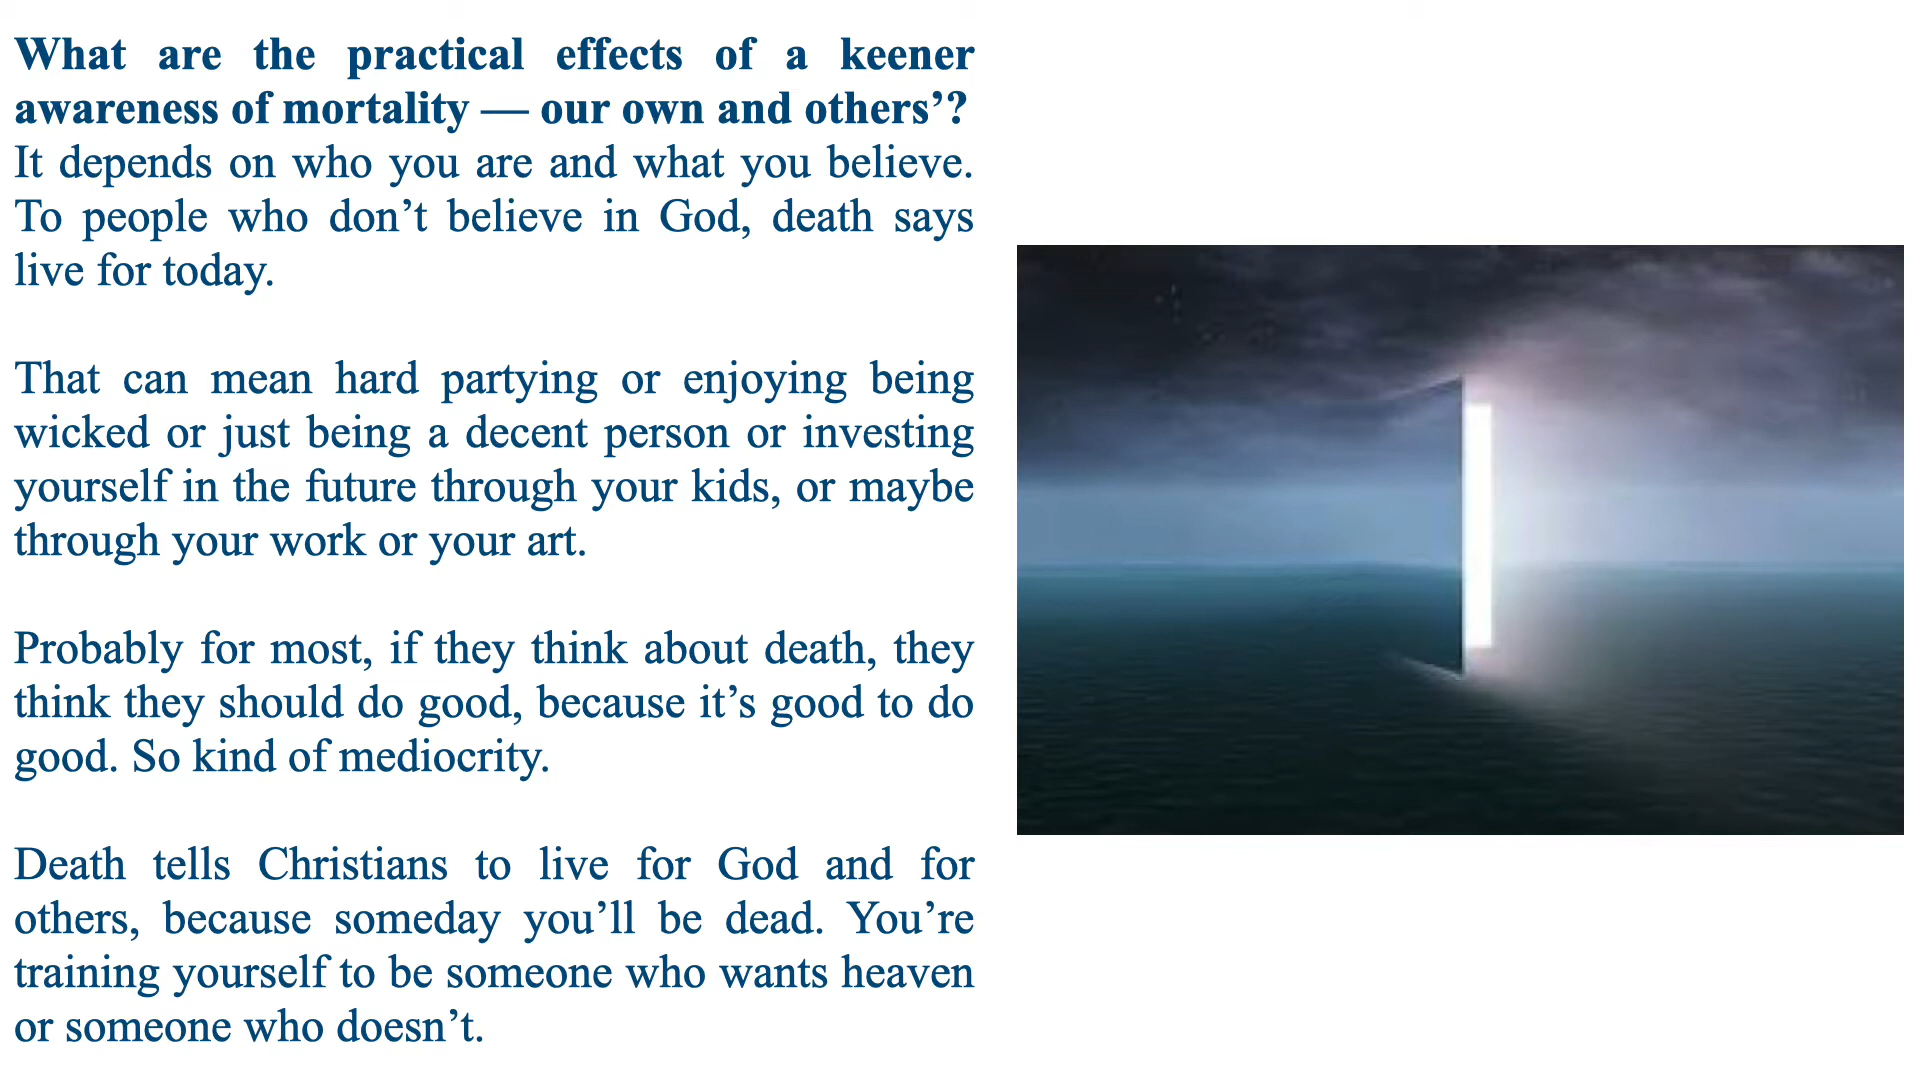 What are the practical effects of a keener
awareness of mortality — our own and others’?
It depends on who you are and what you believe.
To people who don’t believe in God, death says
live for today.
That can mean hard partying or enjoying being
wicked or just being a decent person or investing
yourself in the future through your kids, or maybe
through your work or your art.
Probably for most, if they think about death, they
think they should do good, because it’s good to do
good. So kind of mediocrity.
Death tells Christians to live for God and for
others, because someday you’ll be dead. You’re
training yourself to be someone who wants heaven
or someone who doesn’t.